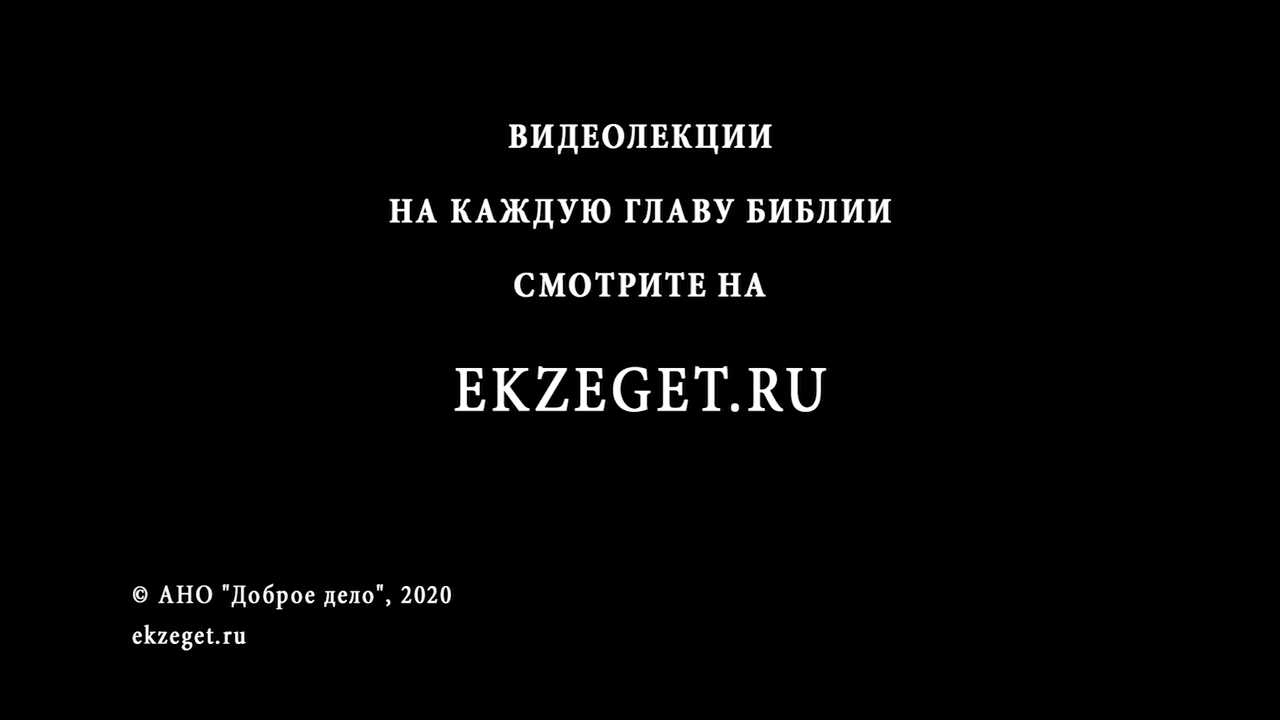 ВИДЕОЛЕКЦИИ
НА КАЖДУЮ ГЛАВУ БИБЛИИ
СМОТРИТЕ НА
EKZEGET.RU
© АНО "Доброе дело", 2020
ekzeget.ru